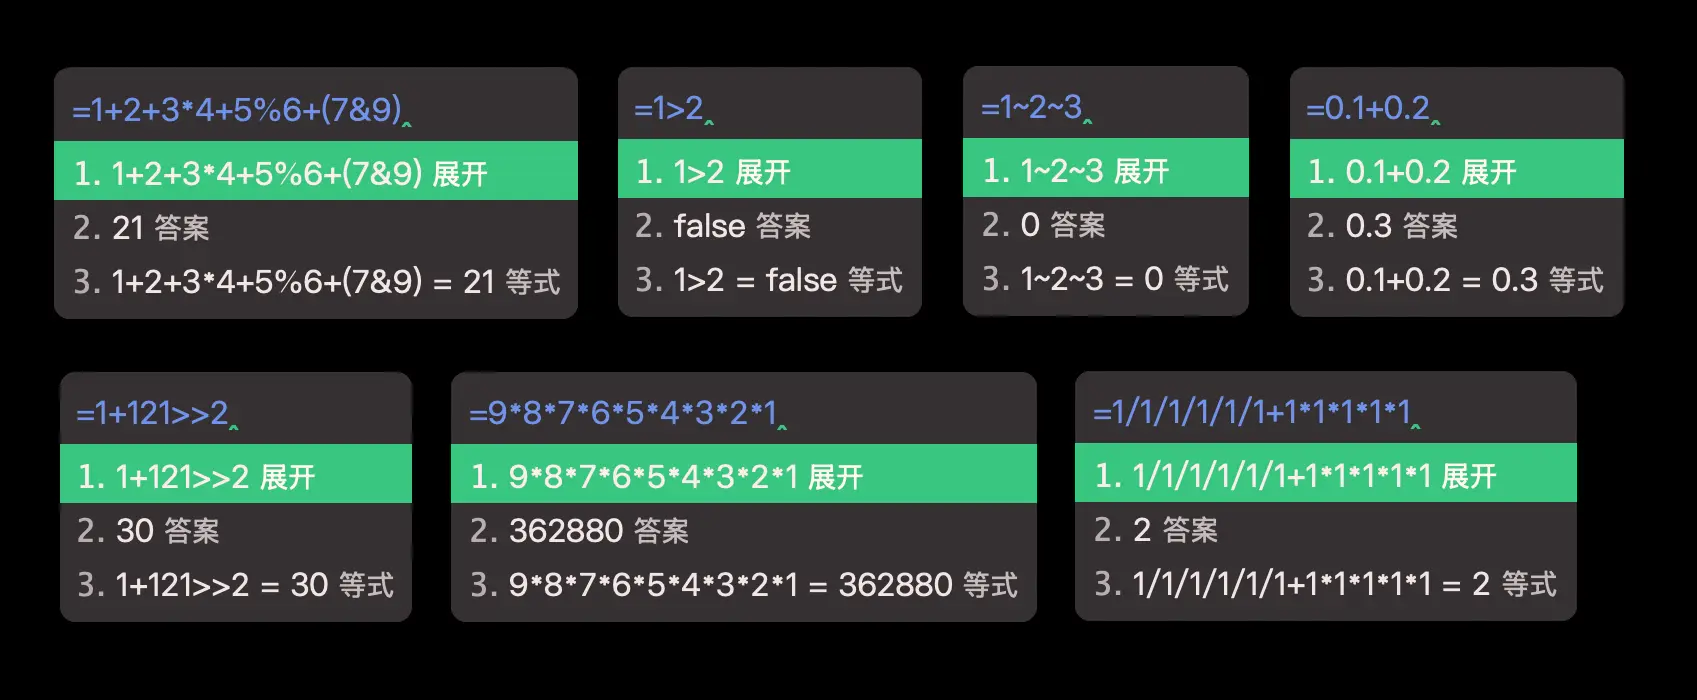 =1+2+3*4+5%6+(7&9)‸
1. 1+2+3*4+5%6+(7&9) 展开
2. 21 答案
3. 1+2+3*4+5%6+(7&9) = 21 等式
=1>2‸
1. 1>2 展开
2. false 答案
3. 1>2 = false 等式
=1~2~3‸
1. 1~2~3 展开
2. 0 答案
3. 1~2~3 = 0 等式
=0.1+0.2‸
1. 0.1+0.2 展开
2. 0.3 答案
3. 0.1+0.2 = 0.3 等式
=1+121>>2‸
1. 1+121>>2 展开
2. 30 答案
3. 1+121>>2 = 30 等式
=9*8*7*6*5*4*3*2*1‸
1. 9*8*7*6*5*4*3*2*1 展开
2. 362880 答案
3. 9*8*7*6*5*4*3*2*1 = 362880 等式
=1/1/1/1/1/1+1*1*1*1*1‸
1. 1/1/1/1/1/1+1*1*1*1*1 展开
2. 2 答案
3. 1/1/1/1/1/1+1*1*1*1*1 = 2 等式